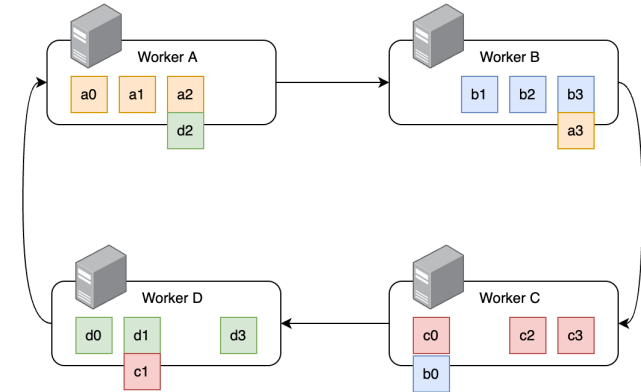 Worker A
a0 a1 a2
d2
Worker B
b1 b2 b3
a3
Worker D
d0 d1 d3
c1
Worker C
c0 c2 c3
b0